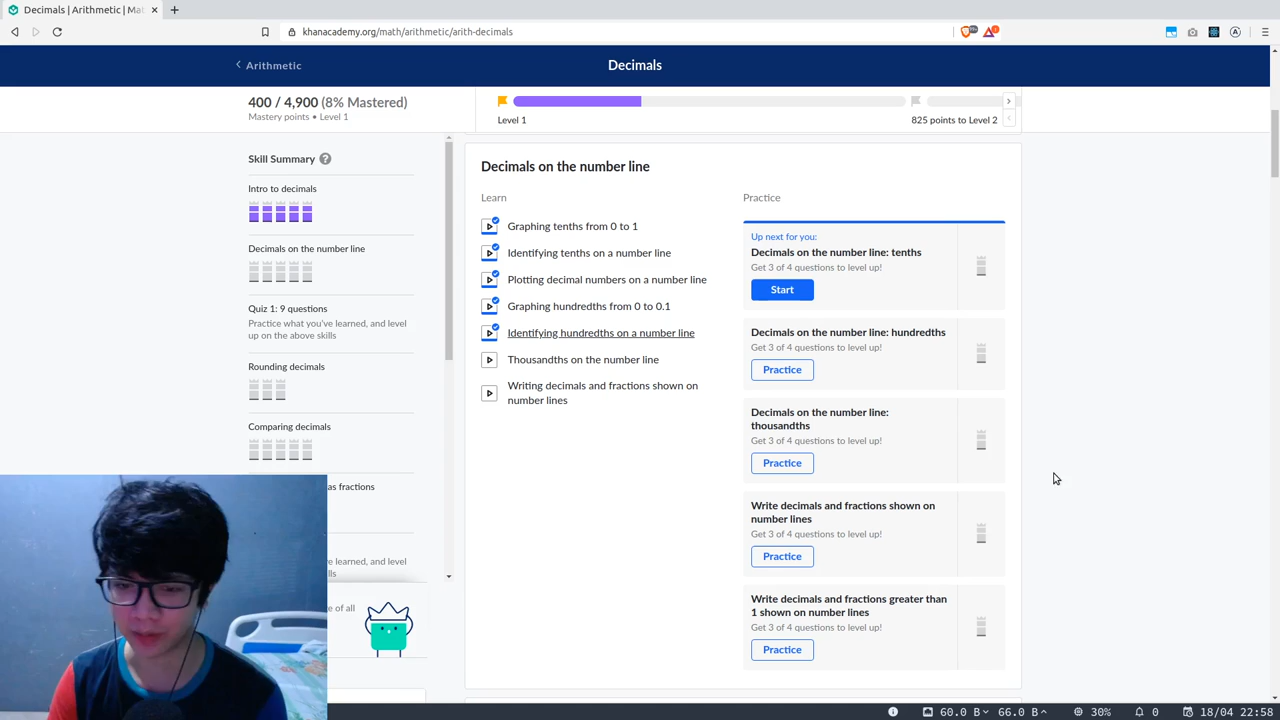 Decimals | Arithmetic | Ma
khanacademy.org/math/arithmetic/arith-decimals
Arithmetic
Decimals
400 / 4,900 (8% Mastered)
Mastery points • Level 1
Level 1
825 points to Level 2
Skill Summary ?
Intro to decimals
Decimals on the number line
Quiz 1: 9 questions
Practice what you've learned, and level
up on the above skills
Rounding decimals
Comparing decimals
as fractions
ve learned, and level
lls
e of all
Decimals on the number line
Learn
Graphing tenths from 0 to 1
Identifying tenths on a number line
Plotting decimal numbers on a number line
Graphing hundredths from 0 to 0.1
Identifying hundredths on a number line
Thousandths on the number line
Writing decimals and fractions shown on
number lines
Practice
Up next for you:
Decimals on the number line: tenths
Get 3 of 4 questions to level up!
Start
Decimals on the number line: hundredths
Get 3 of 4 questions to level up!
Practice
Decimals on the number line:
thousandths
Get 3 of 4 questions to level up!
Practice
Write decimals and fractions shown on
number lines
Get 3 of 4 questions to level up!
Practice
Write decimals and fractions greater than
1 shown on number lines
Get 3 of 4 questions to level up!
Practice
60.0 B 66.0 B 30% 0 18/04 22:58